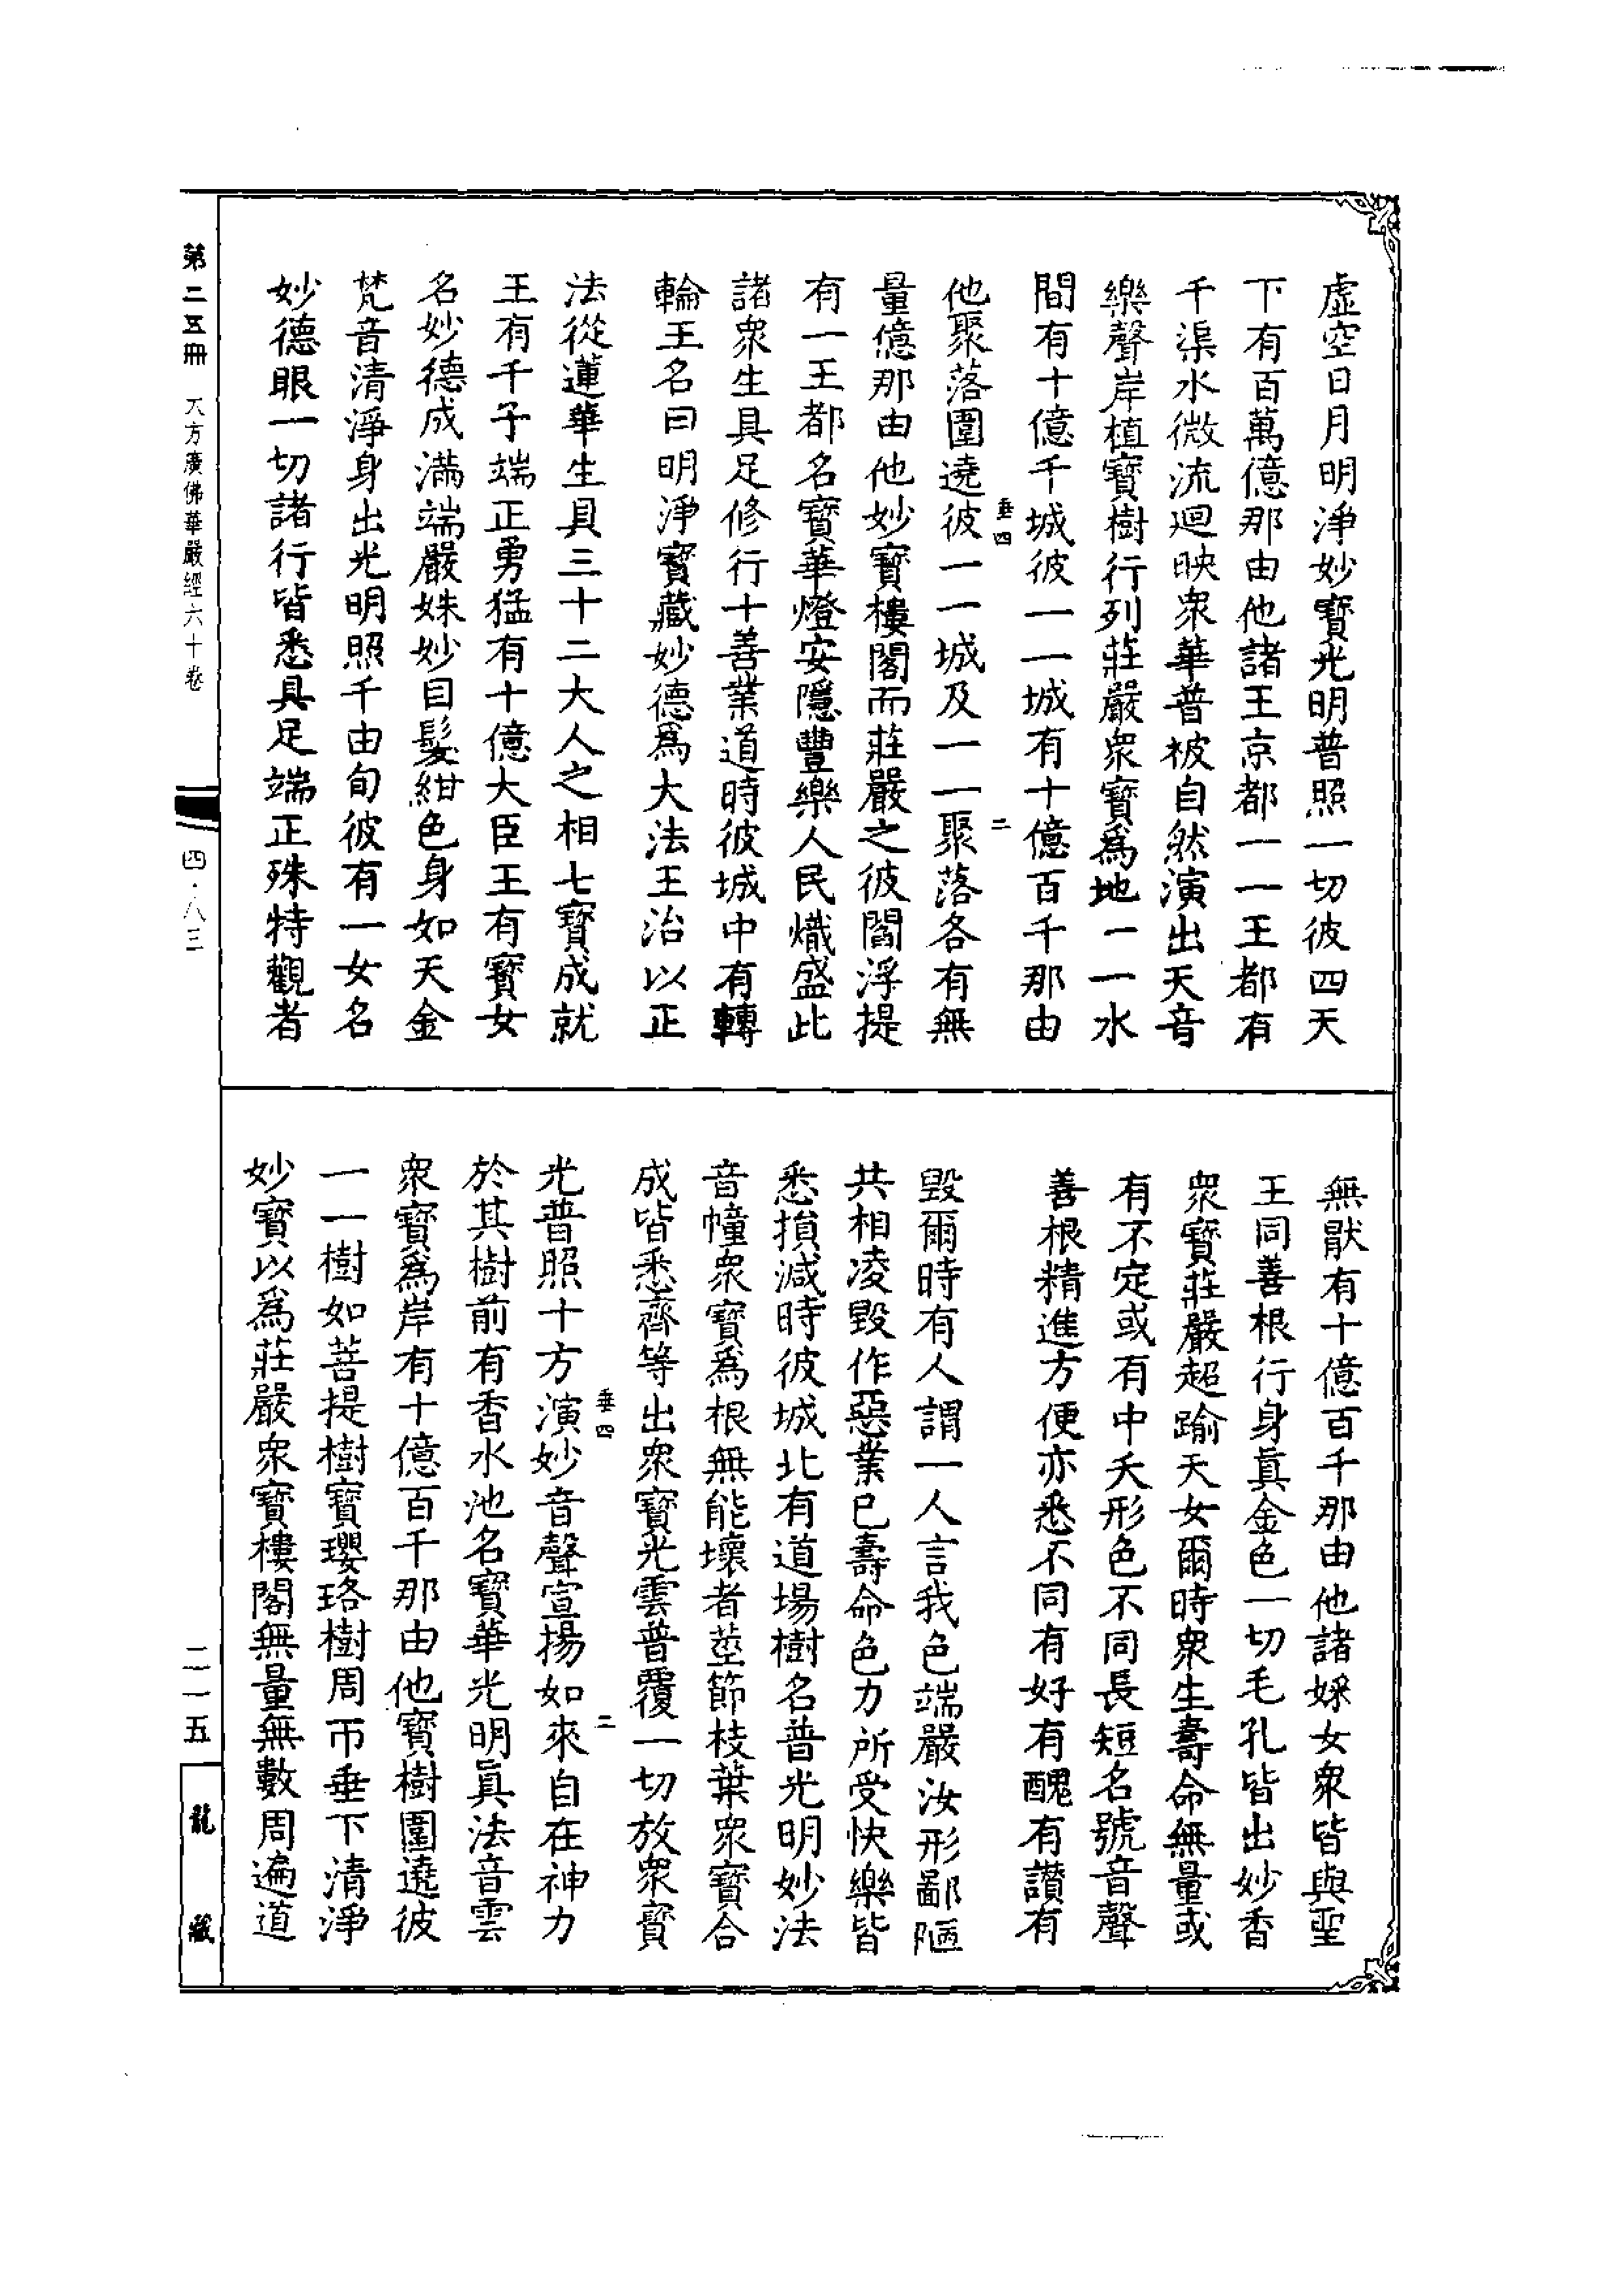 虛空日月明淨妙寶光明普照一切彼四天
下有百萬億那由他諸王京都一一王都有
千渠水微流迴映衆華普被自然演出天音
樂聲岸植寶樹行列莊嚴衆寶爲地一一水
間有十億千城彼一一城有十億百千那由
垂四
二
他聚落圍遶彼一一城及一一聚落各有無
量億那由他妙寶樓閣而莊嚴之彼閻浮提
有一王都名寶華燈安隱豐樂人民熾盛此
諸衆生具足修行十善業道時彼城中有轉
輪王名曰明淨寶藏妙德爲大法王治以正
法從蓮華生具三十二大人之相七寶成就
王有千子端正勇猛有十億大臣王有寶女
名妙德成滿端嚴姝妙目髮紺色身如天金
梵音清淨身出光明照千由旬彼有一女名
妙德眼一切諸行皆悉具足端正殊特觀者
無猒有十億百千那由他諸婇女衆皆與聖
王同善根行身眞金色一切毛孔皆出妙香
衆寶莊嚴超踰天女爾時衆生壽命無量或
有不定或有中夭形色不同長短名號音聲
善根精進方便亦悉不同有好有醜有讚有
毀爾時有人謂一人言我色端嚴汝形鄙陋
共相凌毀作惡業已壽命色力所受快樂皆
悉損減時彼城北有道場樹名普光明妙法
音幢衆寶爲根無能壞者莖節枝葉衆寶合
成皆悉齊等出衆寶光雲普覆一切放衆寶
垂四
二
光普照十方演妙音聲宣揚如來自在神力
於其樹前有香水池名寶華光明眞法音雲
衆寶爲岸有十億百千那由他寶樹圍遶彼
一一樹如菩提樹寶瓔珞樹周帀垂下清淨
妙寶以爲莊嚴衆寶樓閣無量無數周遍道
第二五冊
大方廣佛華嚴經六十卷
四·八三
二一五
龍藏